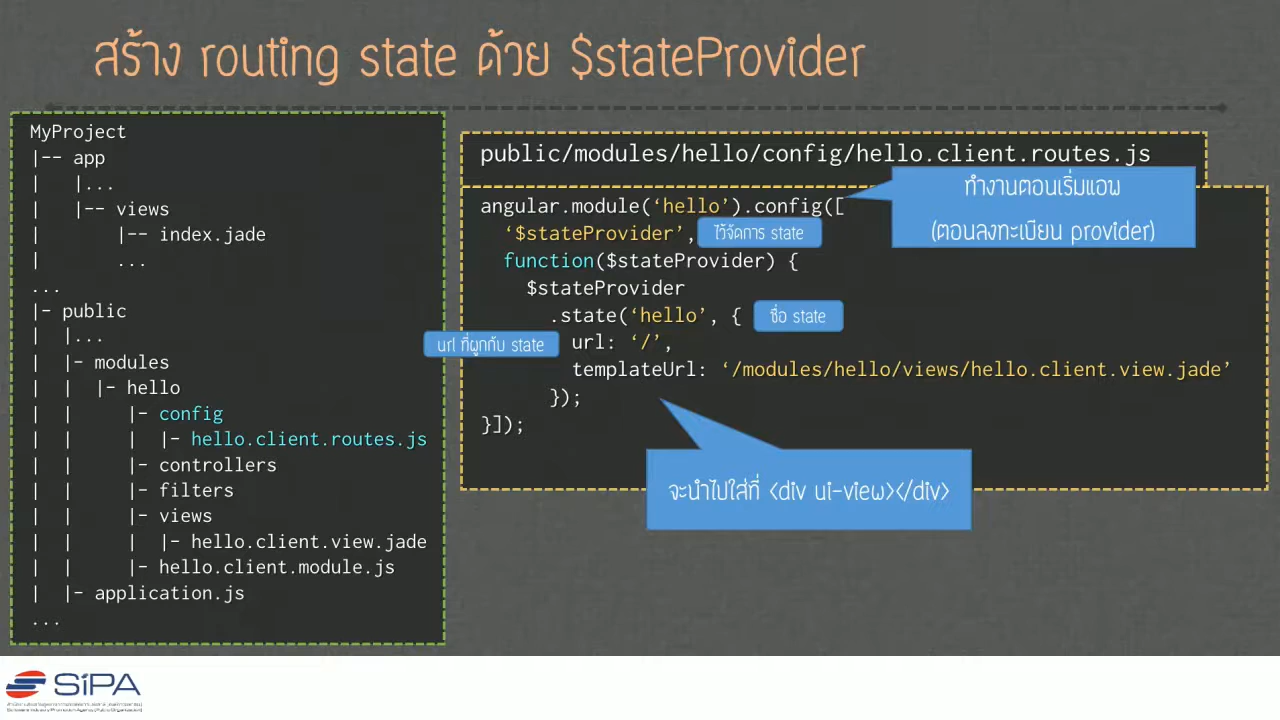 สร้าง routing state ด้วย $stateProvider
MyProject
|-- app
|   |...
|   |-- views
|       |-- index.jade
|       ...
...
|- public
|  |...
|  |- modules
|  |  |- hello
|  |     |- config
|  |     |  |- hello.client.routes.js
|  |     |- controllers
|  |     |- filters
|  |     |- views
|  |     |  |- hello.client.view.jade
|  |     |- hello.client.module.js
|  |- application.js
...
public/modules/hello/config/hello.client.routes.js
ทำงานตอนเริ่มแอพ
(ตอนลงทะเบียน provider)
angular.module(‘hello’).config([
‘$stateProvider’,
ไว้จัดการ state
function($stateProvider) {
$stateProvider
.state(‘hello’, {
ชื่อ state
url ที่ผูกกับ state
url: ‘/’,
templateUrl: ‘/modules/hello/views/hello.client.view.jade’
});
}]);
จะนำไปใส่ที่ <div ui-view></div>
SiPA